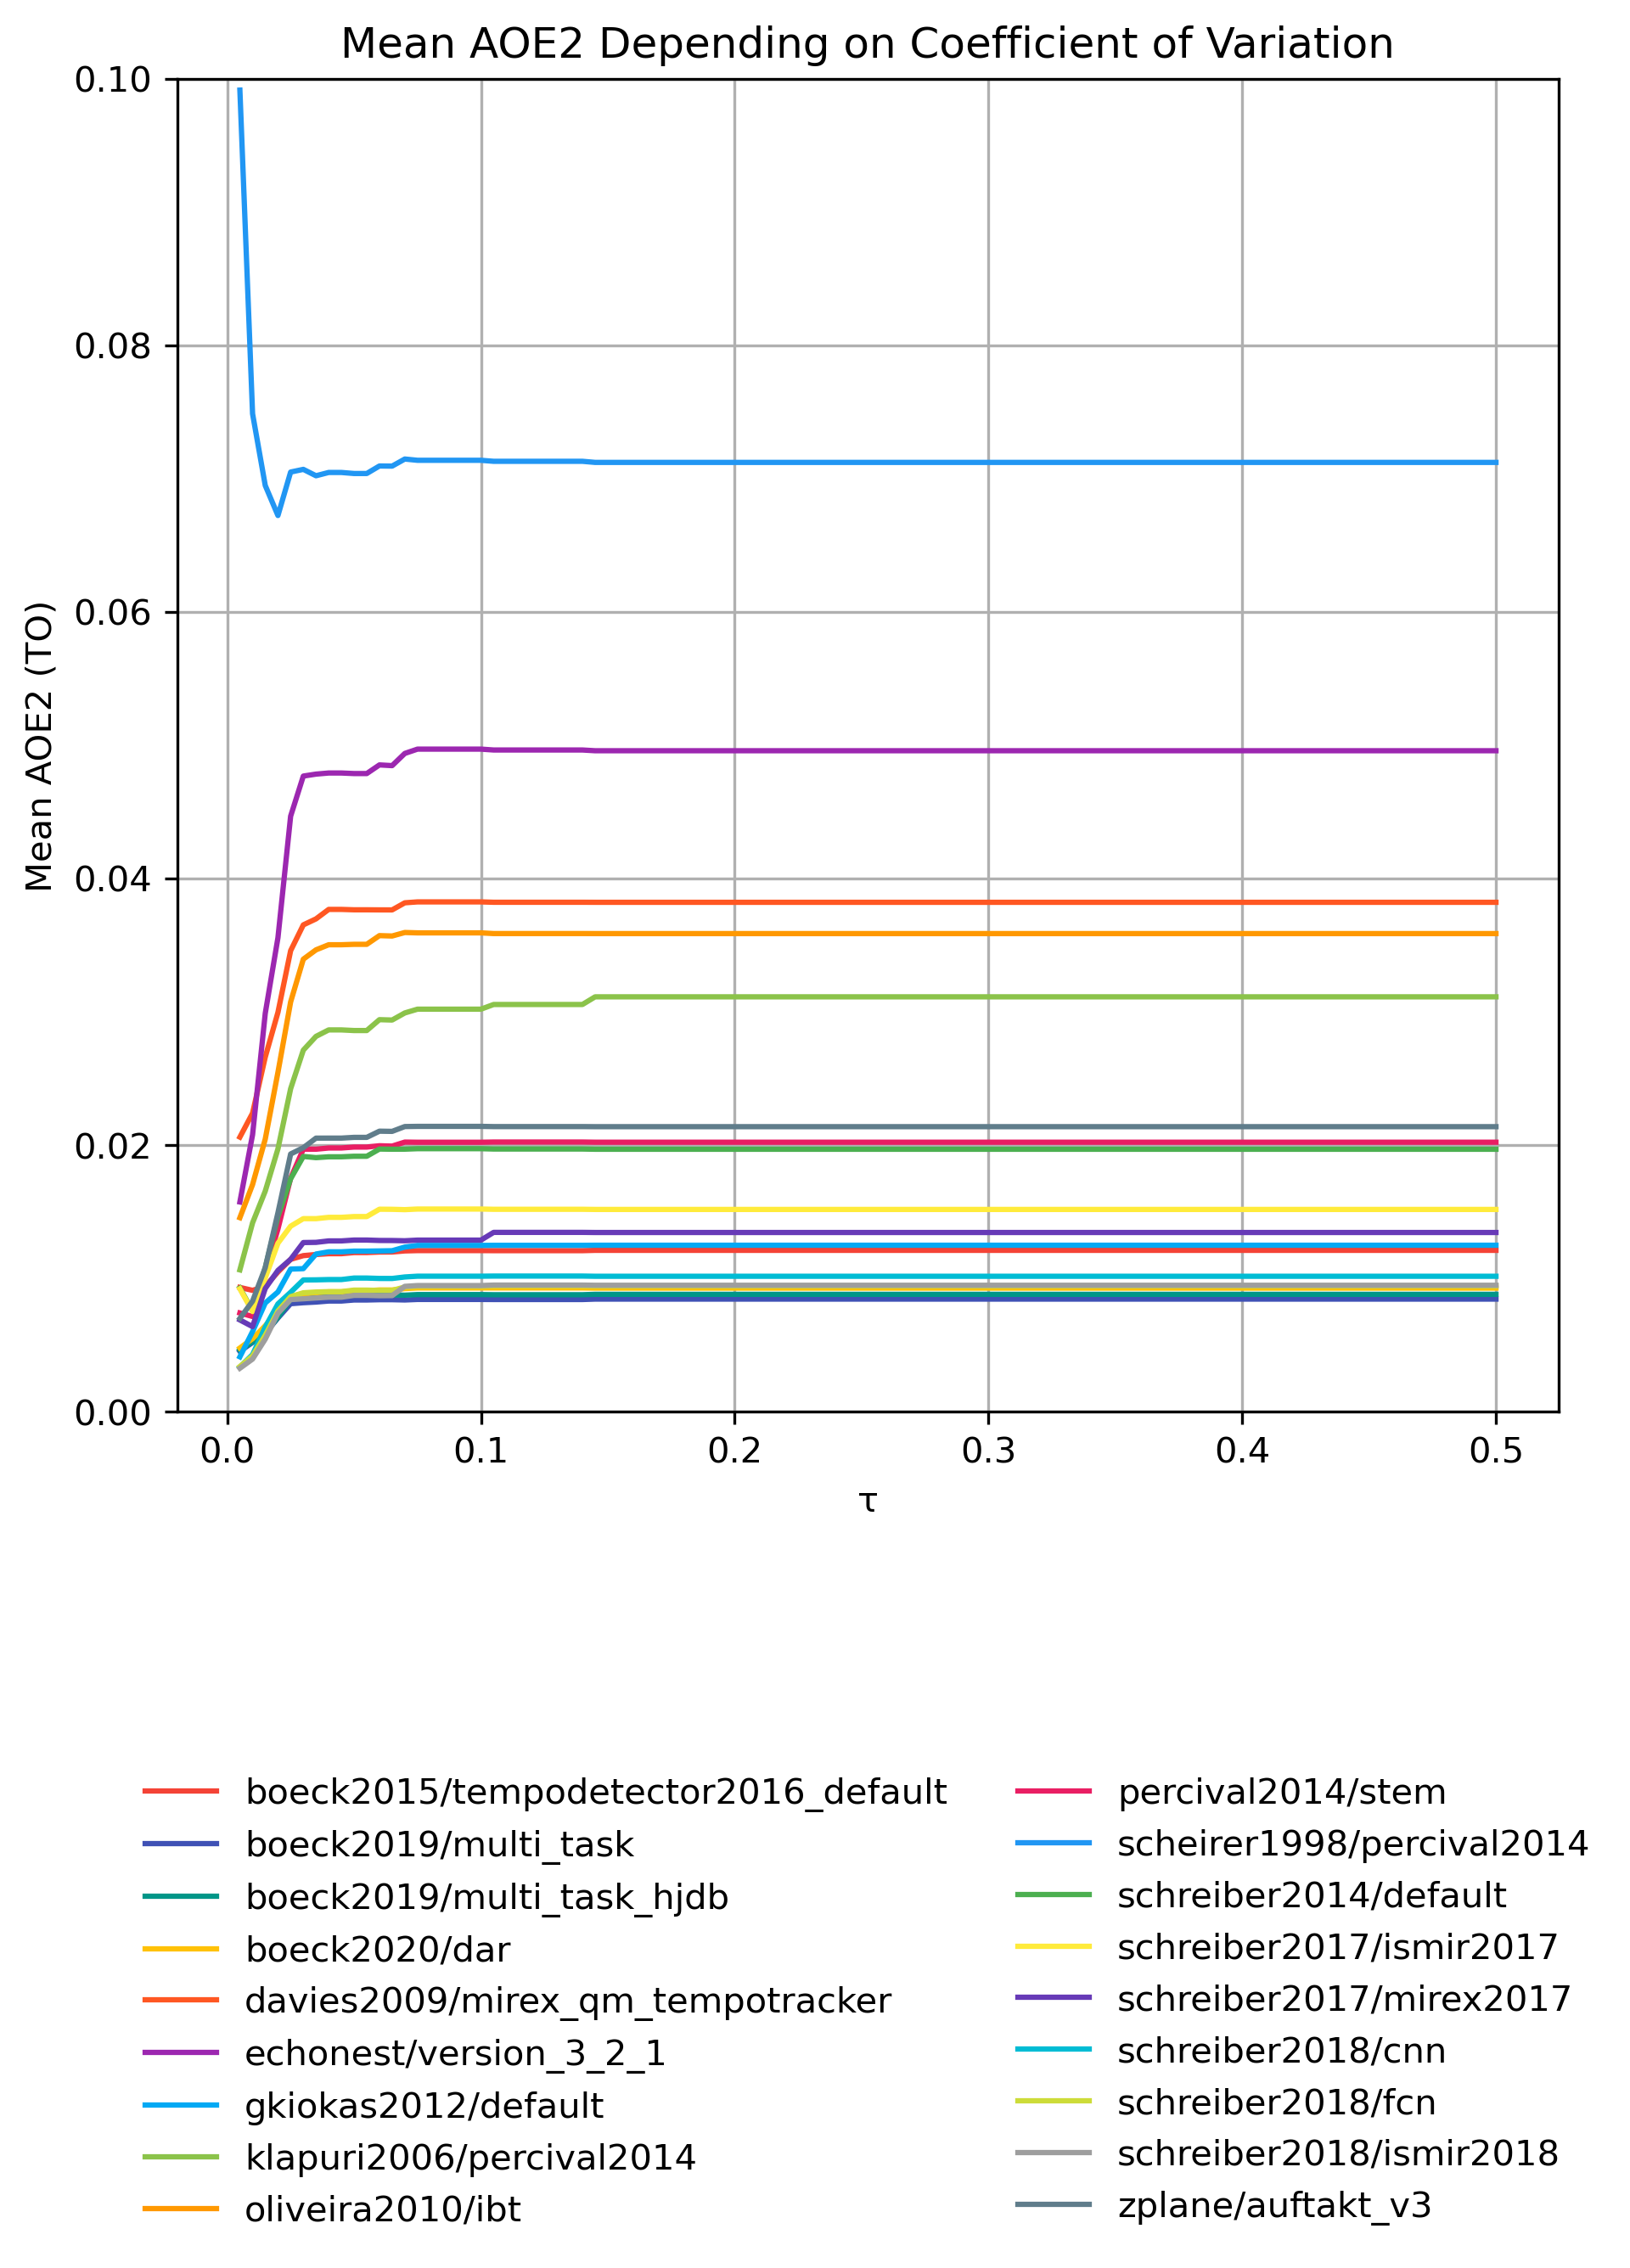 Mean AOE2 Depending on Coefficient of Variation
0.10
0.08
0.06
0.04
0.02
0.00
Mean AOE2 (TO)
0.0 0.1 0.2 0.3 0.4 0.5
τ
boeck2015/tempodetector2016_default
boeck2019/multi_task
boeck2019/multi_task_hjdb
boeck2020/dar
davies2009/mirex_qm_tempotracker
echonest/version_3_2_1
gkiokas2012/default
klapuri2006/percival2014
oliveira2010/ibt
percival2014/stem
scheirer1998/percival2014
schreiber2014/default
schreiber2017/ismir2017
schreiber2017/mirex2017
schreiber2018/cnn
schreiber2018/fcn
schreiber2018/ismir2018
zplane/auftakt_v3